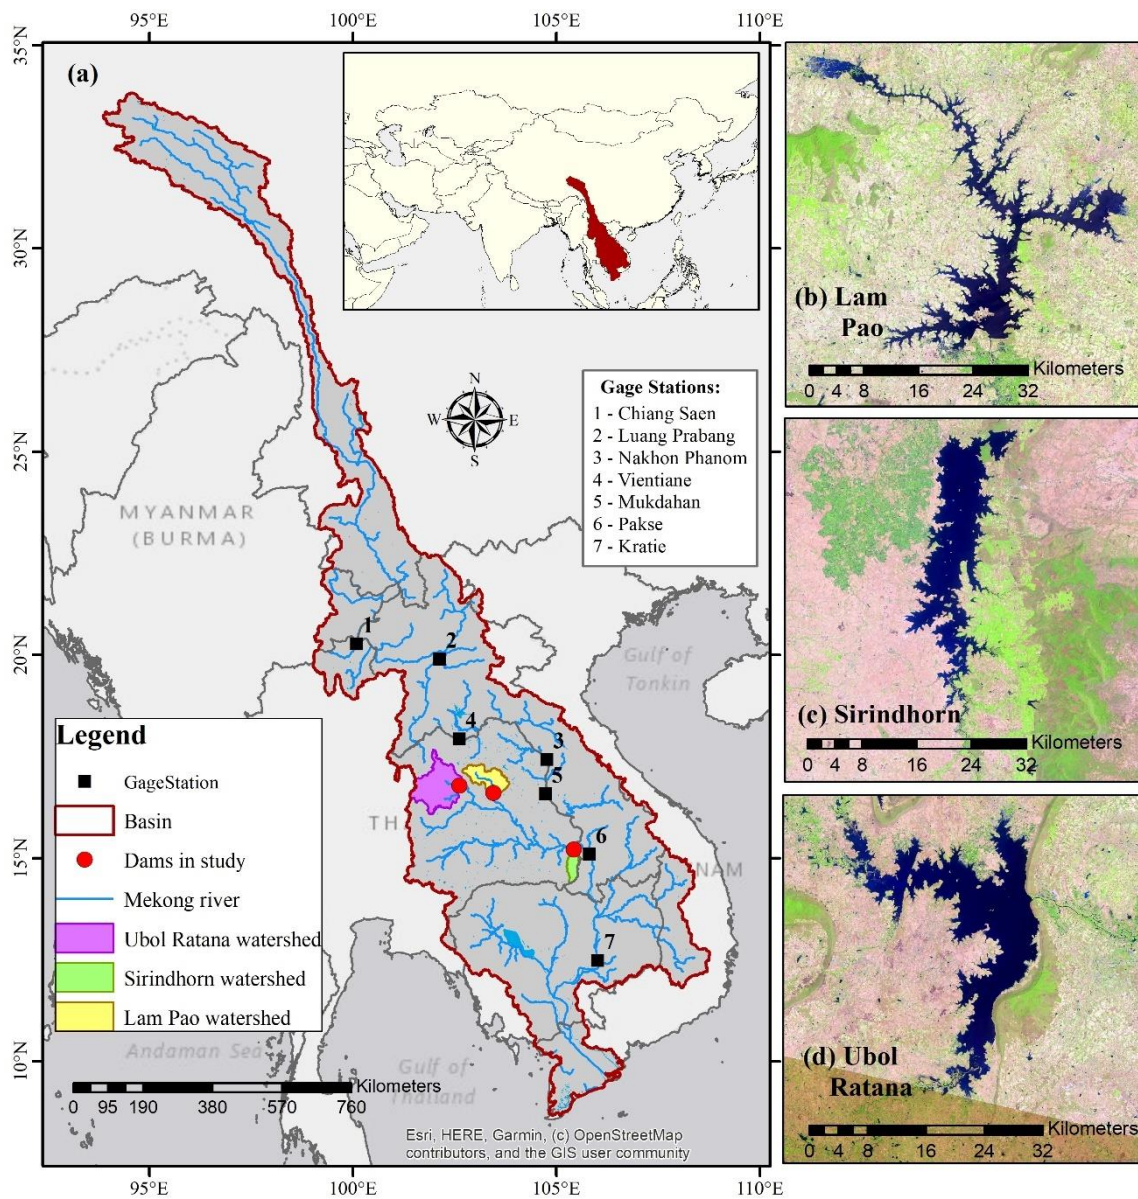 95°E 100°E 105°E 110°E
35°N
30°N
25°N
20°N
15°N
10°N
(a)
N
W E
S
Gage Stations:
1 - Chiang Saen
2 - Luang Prabang
3 - Nakhon Phanom
4 - Vientiane
5 - Mukdahan
6 - Pakse
7 - Kratie
MYANMAR
(BURMA)
1
2
Gulf of
Tonkin
4
3
5
TH
6
NAM
7
Legend
GageStation
Basin
Dams in study
Mekong river
Ubol Ratana watershed
Sirindhorn watershed
Lam Pao watershed
Andaman Sea
Gulf of
Thailand
Kilometers
0 95 190 380 570 760
Esri, HERE, Garmin, (c) OpenStreetMap
contributors, and the GIS user community
95°E 100°E 105°E 110°E
(b) Lam
Pao
Kilometers
0 4 8 16 24 32
(c) Sirindhorn
Kilometers
0 4 8 16 24 32
(d) Ubol
Ratana
Kilometers
0 4 8 16 24 32